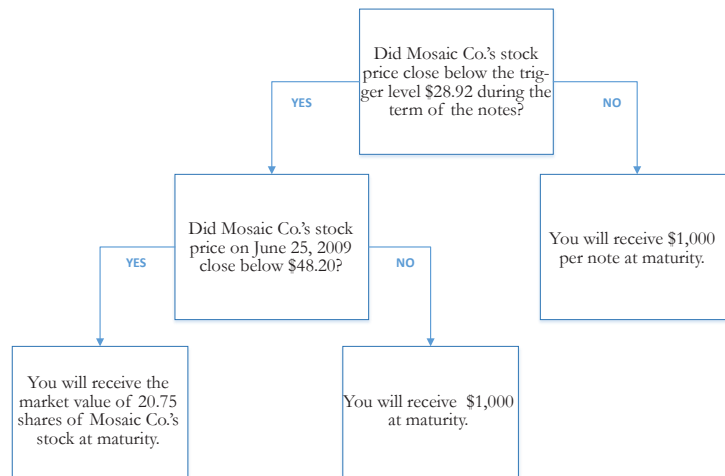 Did Mosaic Co.'s stock
price close below the trig-
ger level $28.92 during the
term of the notes?
YES
NO
Did Mosaic Co.'s stock
price on June 25, 2009
close below $48.20?
You will receive $1,000
per note at maturity.
YES
NO
You will receive the
market value of 20.75
shares of Mosaic Co.'s
stock at maturity.
You will receive $1,000
at maturity.